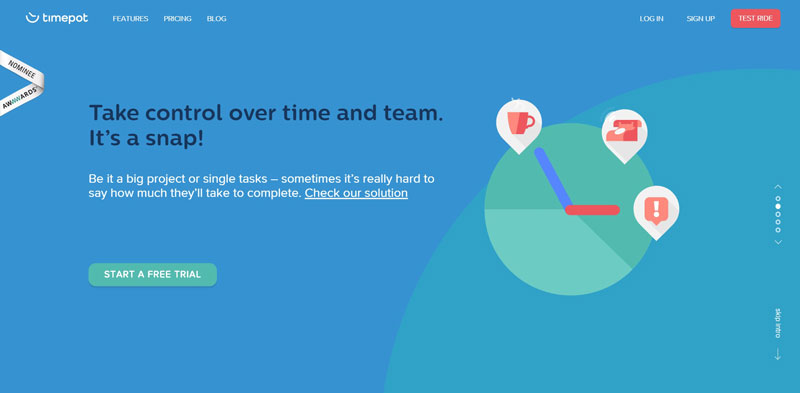 timepot
FEATURES
PRICING
BLOG
LOG IN
SIGN UP
TEST RIDE
NOMINEE
AWWWARDS
Take control over time and team.
It's a snap!
Be it a big project or single tasks – sometimes it's really hard to
say how much they'll take to complete. Check our solution
START A FREE TRIAL
skip intro